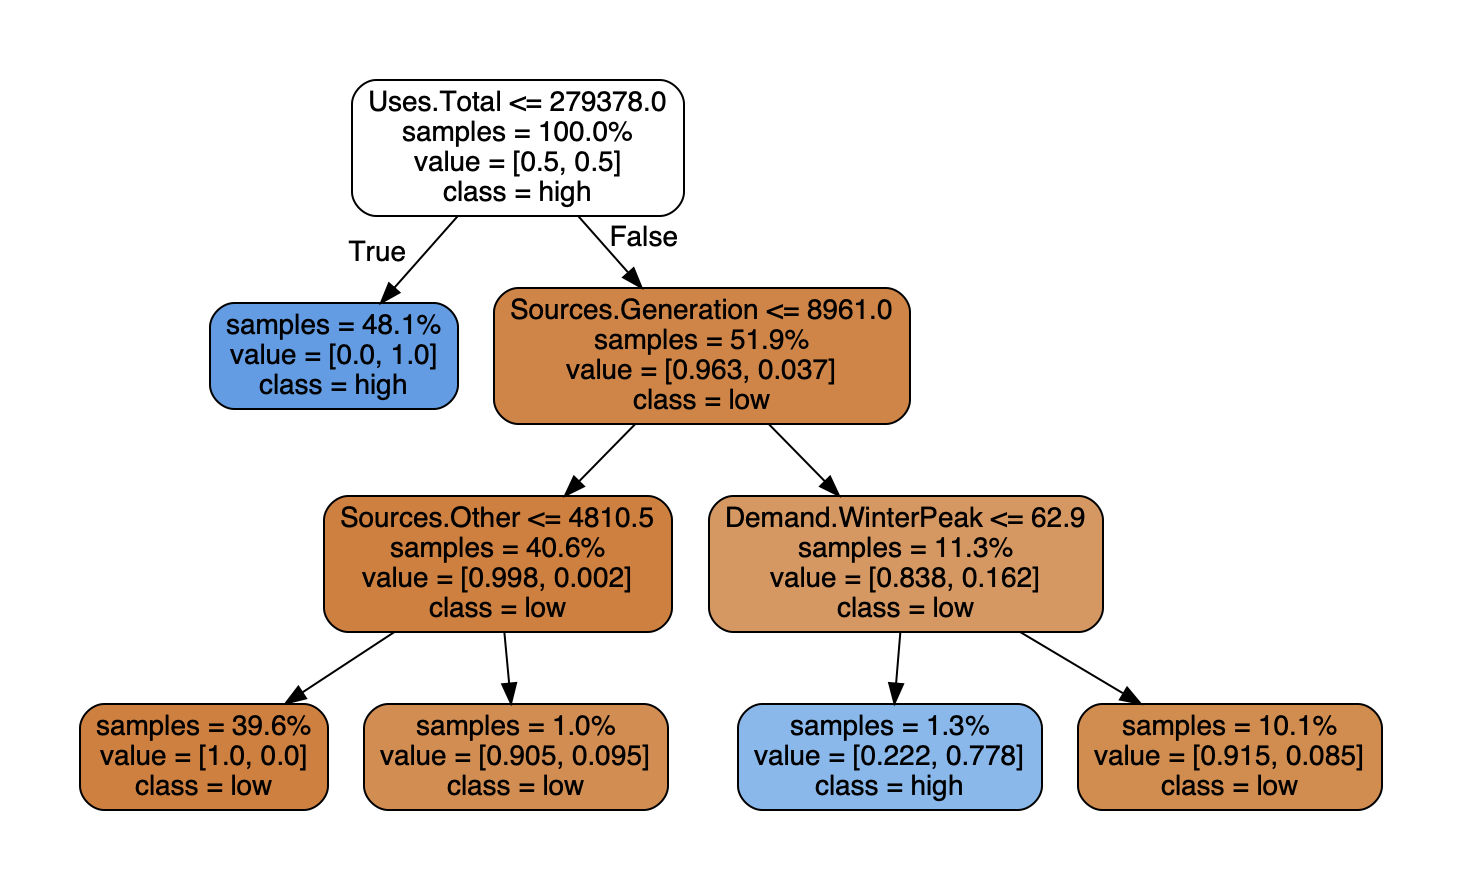 Uses.Total <= 279378.0
samples = 100.0%
value = [0.5, 0.5]
class = high
True
False
samples = 48.1%
value = [0.0, 1.0]
class = high
Sources.Generation <= 8961.0
samples = 51.9%
value = [0.963, 0.037]
class = low
Sources.Other <= 4810.5
samples = 40.6%
value = [0.998, 0.002]
class = low
Demand.WinterPeak <= 62.9
samples = 11.3%
value = [0.838, 0.162]
class = low
samples = 39.6%
value = [1.0, 0.0]
class = low
samples = 1.0%
value = [0.905, 0.095]
class = low
samples = 1.3%
value = [0.222, 0.778]
class = high
samples = 10.1%
value = [0.915, 0.085]
class = low